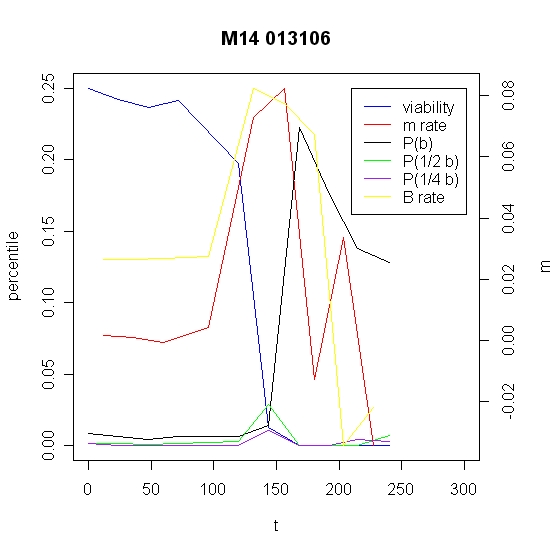 M14 013106
percentile
0.00 0.05 0.10 0.15 0.20 0.25
viability
m rate
P(b)
P(1/2 b)
P(1/4 b)
B rate
-0.02 0.00 0.02 0.04 0.06 0.08
m
0 50 100 150 200 250 300
t